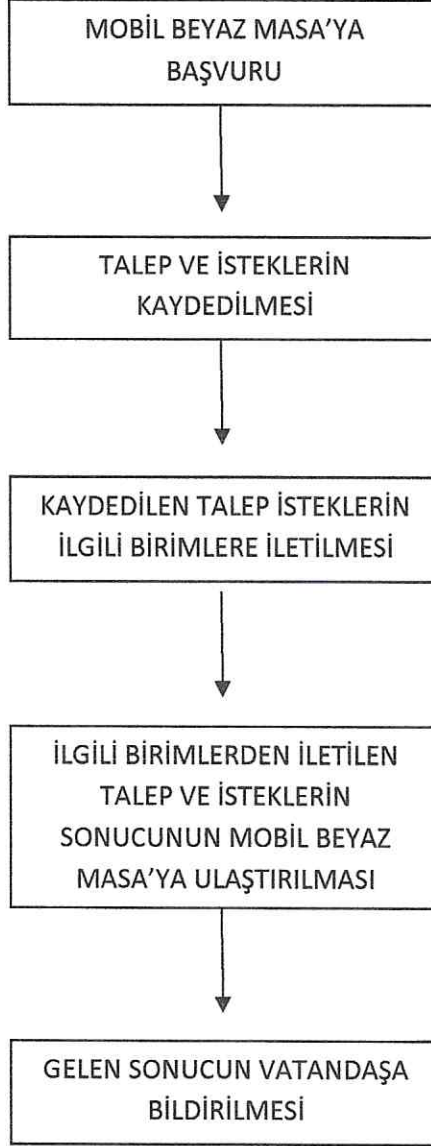 MOBİL BEYAZ MASA'YA
BAŞVURU
TALEP VE İSTEKLERİN
KAYDEDİLMESİ
KAYDEDİLEN TALEP İSTEKLERİN
İLGİLİ BİRİMLERE İLETİLMESİ
İLGİLİ BİRİMLERDEN İLETİLEN
TALEP VE İSTEKLERİN
SONUCUNUN MOBİL BEYAZ
MASA'YA ULAŞTIRILMASI
GELEN SONUCUN VATANDAŞA
BİLDİRİLMESİ